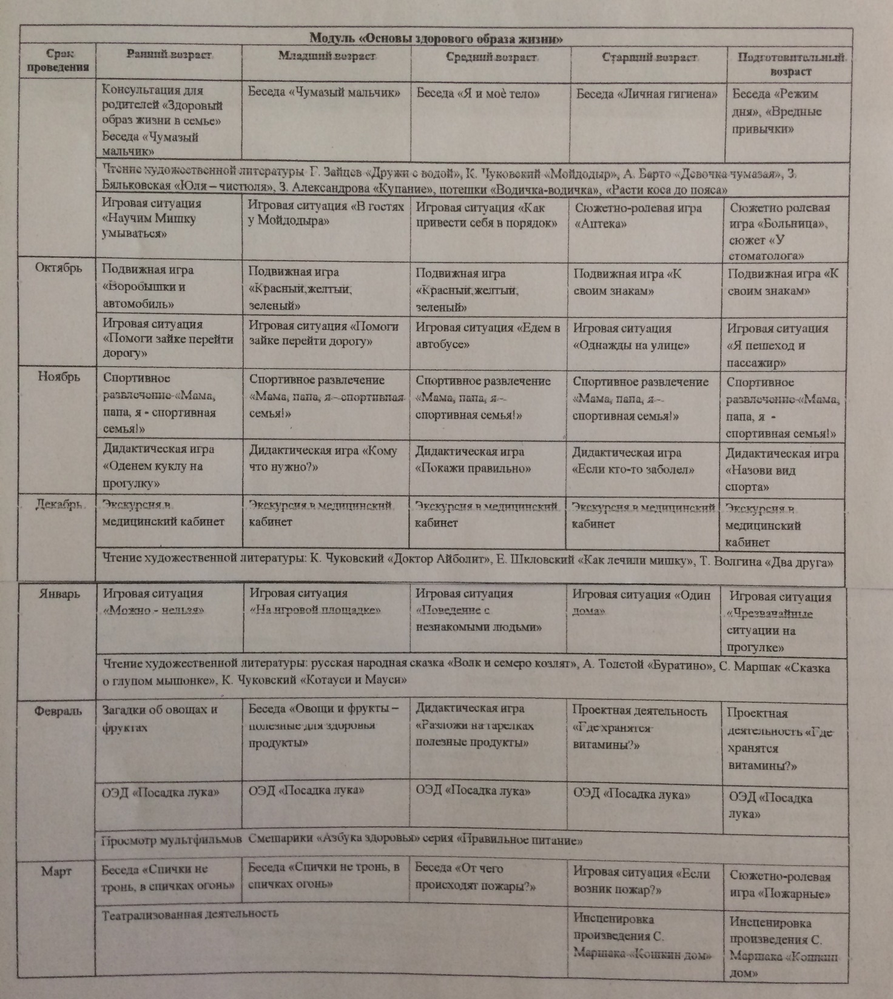 Модуль «Основы здорового образа жизни»
Срок
проведения
Ранний возраст
Младший возраст
Средний возраст
Старший возраст
Подготовительный
возраст
Консультация для
родителей «Здоровый
образ жизни в семье»
Беседа «Чумазый
мальчик»
Беседа «Чумазый мальчик»
Беседа «Я и моё тело»
Беседа «Личная гигиена»
Беседа «Режим
дня», «Вредные
привычки»
Чтение художественной литературы Г. Зайцев «Дружи с водой», К. Чуковский «Мойдодыр», А. Барто «Девочка чумазая», З.
Бяльковская «Юля – чистюля», З. Александрова «Купание», потешки «Водичка-водичка», «Расти коса до пояса»
Игровая ситуация
«Научим Мишку
умываться»
Игровая ситуация «В гостях
у Мойдодыра»
Игровая ситуация «Как
привести себя в порядок»
Сюжетно-ролевая игра
«Аптека»
Сюжетно ролевая
игра «Больница»,
сюжет «У
стоматолога»
Октябрь
Подвижная игра
«Воробышки и
автомобиль»
Подвижная игра
«Красный,желтый,
зеленый»
Подвижная игра
«Красный,желтый,
зеленый»
Подвижная игра «К
своим знакам»
Подвижная игра «К
своим знакам»
Игровая ситуация
«Помоги зайке перейти
дорогу»
Игровая ситуация «Помоги
зайке перейти дорогу»
Игровая ситуация «Едем в
автобусе»
Игровая ситуация
«Однажды на улице»
Игровая ситуация
«Я пешеход и
пассажир»
Ноябрь
Спортивное
развлечение «Мама,
папа, я - спортивная
семья!»
Спортивное развлечение
«Мама, папа, я – спортивная
семья!»
Спортивное развлечение
«Мама, папа, я –
спортивная семья!»
Спортивное развлечение
«Мама, папа, я –
спортивная семья!»
Спортивное
развлечение «Мама,
папа, я -
спортивная семья!»
Дидактическая игра
«Оденем куклу на
прогулку»
Дидактическая игра «Кому
что нужно?»
Дидактическая игра
«Покажи правильно»
Дидактическая игра
«Если кто-то заболел»
Дидактическая игра
«Назови вид
спорта»
Декабрь
Экскурсия в
медицинский кабинет
Экскурсия в медицинский
кабинет
Экскурсия в медицинский
кабинет
Экскурсия в медицинский
кабинет
Экскурсия в
медицинский
кабинет
Чтение художественной литературы: К. Чуковский «Доктор Айболит», Е. Шкловский «Как лечили мишку», Т. Волгина «Два друга»
Январь
Игровая ситуация
«Можно - нельзя»
Игровая ситуация
«На игровой площадке»
Игровая ситуация
«Поведение с
незнакомыми людьми»
Игровая ситуация «Один
дома»
Игровая ситуация
«Чрезвачайные
ситуации на
прогулке»
Чтение художественной литературы: русская народная сказка «Волк и семеро козлят», А. Толстой «Буратино», С. Маршак «Сказка
о глупом мышонке», К. Чуковский «Котауси и Мауси»
Февраль
Загадки об овощах и
фруктах
Беседа «Овощи и фрукты –
полезные для здоровья
продукты»
Дидактическая игра
«Разложи на тарелках
полезные продукты»
Проектная деятельность
«Где хранятся
витамины?»
Проектная
деятельность «Где
хранятся
витамины?»
ОЭД «Посадка лука»
ОЭД «Посадка лука»
ОЭД «Посадка лука»
ОЭД «Посадка лука»
ОЭД «Посадка
лука»
Просмотр мультфильмов Смешарики «Азбука здоровья» серия «Правильное питание»
Март
Беседа «Спички не
тронь, в спичках огонь»
Беседа «Спички не тронь, в
спичках огонь»
Беседа «От чего
происходят пожары?»
Игровая ситуация «Если
возник пожар?»
Сюжетно-ролевая
игра «Пожарные»
Театрализованная деятельность
Инсценировка
произведения С.
Маршака «Кошкин дом»
Инсценировка
произведения С.
Маршака «Кошкин
дом»